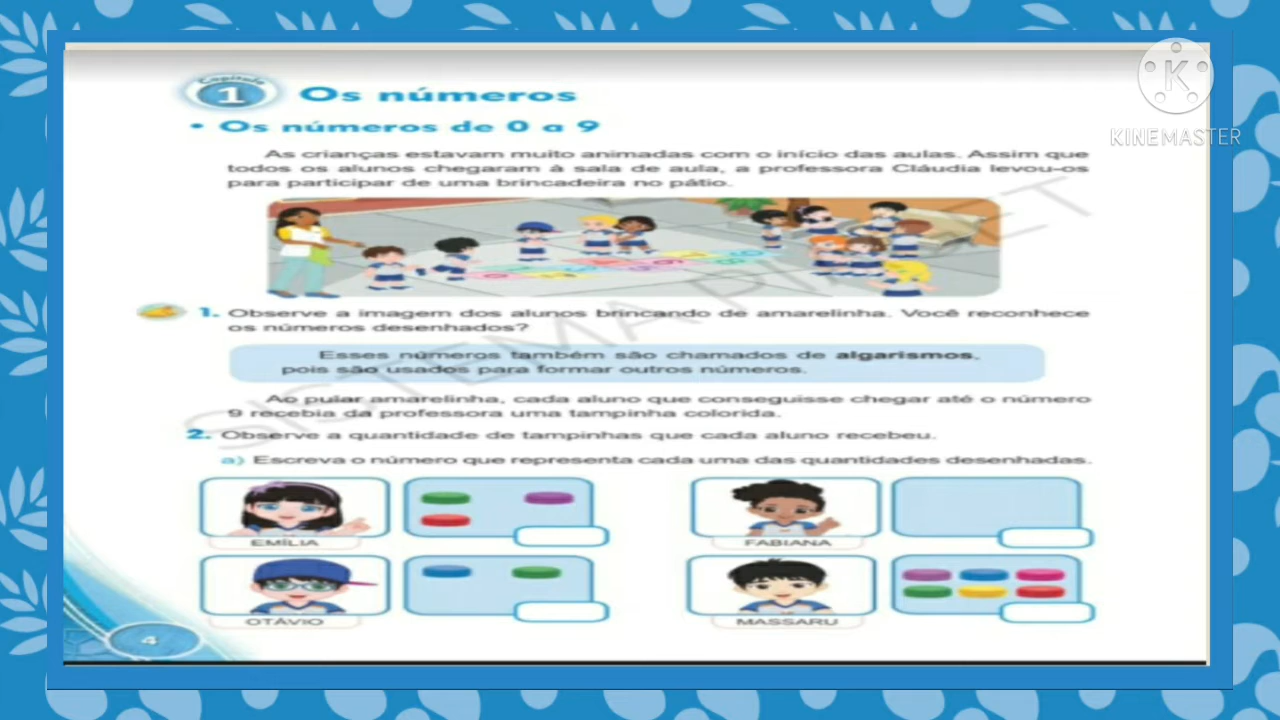 Capítulo
1 Os números
• Os números de 0 a 9
As crianças estavam muito animadas com o início das aulas. Assim que
todos os alunos chegaram à sala de aula, a professora Cláudia levou-os
para participar de uma brincadeira no pátio.
1. Observe a imagem dos alunos brincando de amarelinha. Você reconhece
os números desenhados?
Esses números também são chamados de algarismos,
pois são usados para formar outros números.
Ao pular amarelinha, cada aluno que conseguisse chegar até o número
9 recebia da professora uma tampinha colorida.
2. Observe a quantidade de tampinhas que cada aluno recebeu.
a) Escreva o número que representa cada uma das quantidades desenhadas.
EMÍLIA
FABIANA
OTÁVIO
MASSARU
4
SISTEMA
K
KINEMASTER